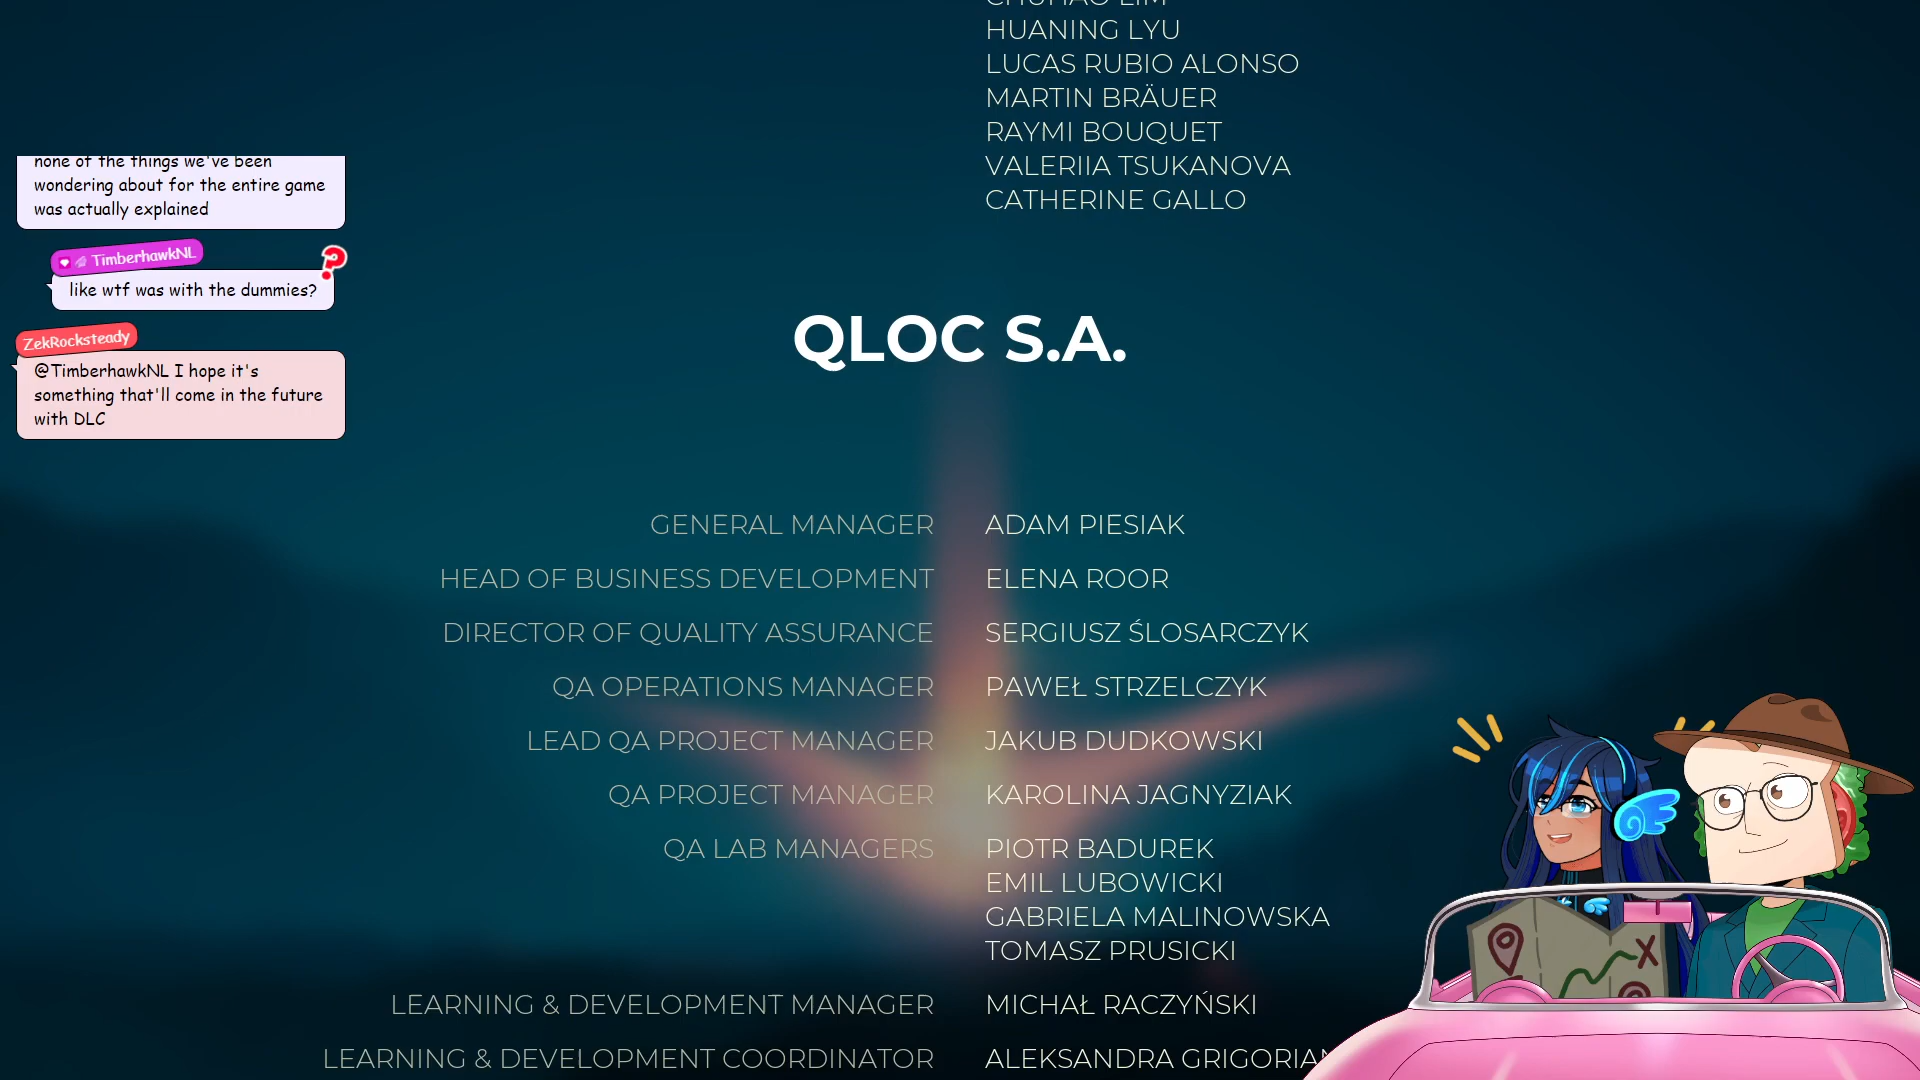 HUANING LYU
LUCAS RUBIO ALONSO
MARTIN BRÄUER
RAYMI BOUQUET
VALERIIA TSUKANOVA
CATHERINE GALLO
none of the things we've been
wondering about for the entire game
was actually explained
TimberhawkNL
like wtf was with the dummies?
ZekRocksteady
@TimberhawkNL I hope it's
something that'll come in the future
with DLC
QLOC S.A.
GENERAL MANAGER ADAM PIESIAK
HEAD OF BUSINESS DEVELOPMENT ELENA ROOR
DIRECTOR OF QUALITY ASSURANCE SERGIUSZ ŚLOSARCZYK
QA OPERATIONS MANAGER PAWEŁ STRZELCZYK
LEAD QA PROJECT MANAGER JAKUB DUDKOWSKI
QA PROJECT MANAGER KAROLINA JAGNYZIAK
QA LAB MANAGERS PIOTR BADUREK
EMIL LUBOWICKI
GABRIELA MALINOWSKA
TOMASZ PRUSICKI
LEARNING & DEVELOPMENT MANAGER MICHAŁ RACZYŃSKI
LEARNING & DEVELOPMENT COORDINATOR ALEKSANDRA